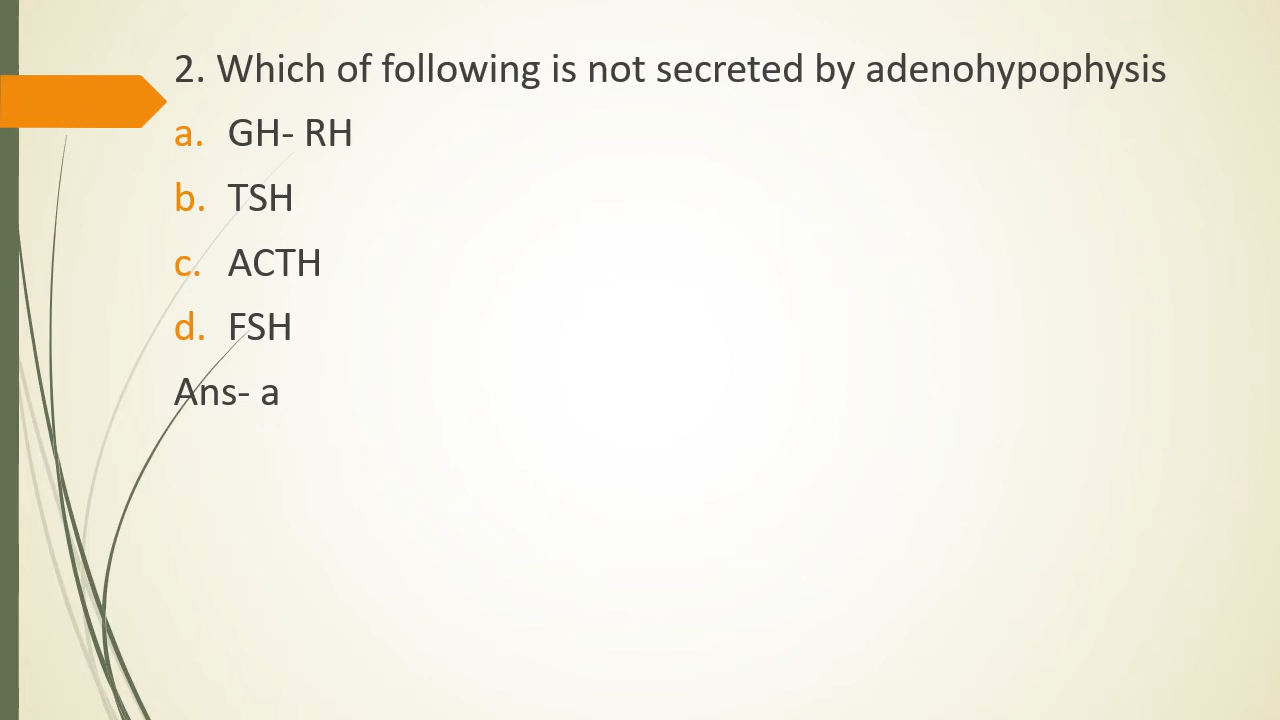 2. Which of following is not secreted by adenohypophysis
a. GH- RH
b. TSH
c. ACTH
d. FSH
Ans- a